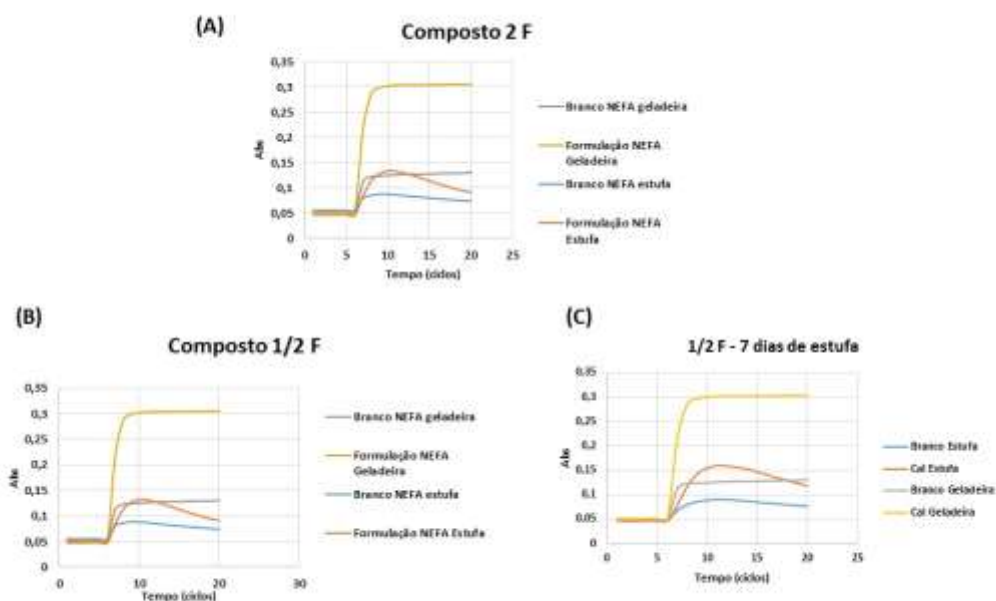 (A)
Composto 2 F
0,35
0,3
0,25
0,2
0,15
0,1
0,05
0
Abs
0 5 10 15 20 25
Tempo (ciclos)
Branco NEFA geladeira
Formulação NEFA
Geladeira
Branco NEFA estufa
Formulação NEFA
Estufa
(B)
Composto 1/2 F
0,35
0,3
0,25
0,2
0,15
0,1
0,05
0
Abs
0 10 20 30
Tempo (ciclos)
Branco NEFA geladeira
Formulação NEFA
Geladeira
Branco NEFA estufa
Formulação NEFA Estufa
(C)
1/2 F - 7 dias de estufa
0,35
0,3
0,25
0,2
0,15
0,1
0,05
0
Abs
0 5 10 15 20 25
Tempo (ciclos)
Branco Estufa
Cal Estufa
Branco Geladeira
Cal Geladeira